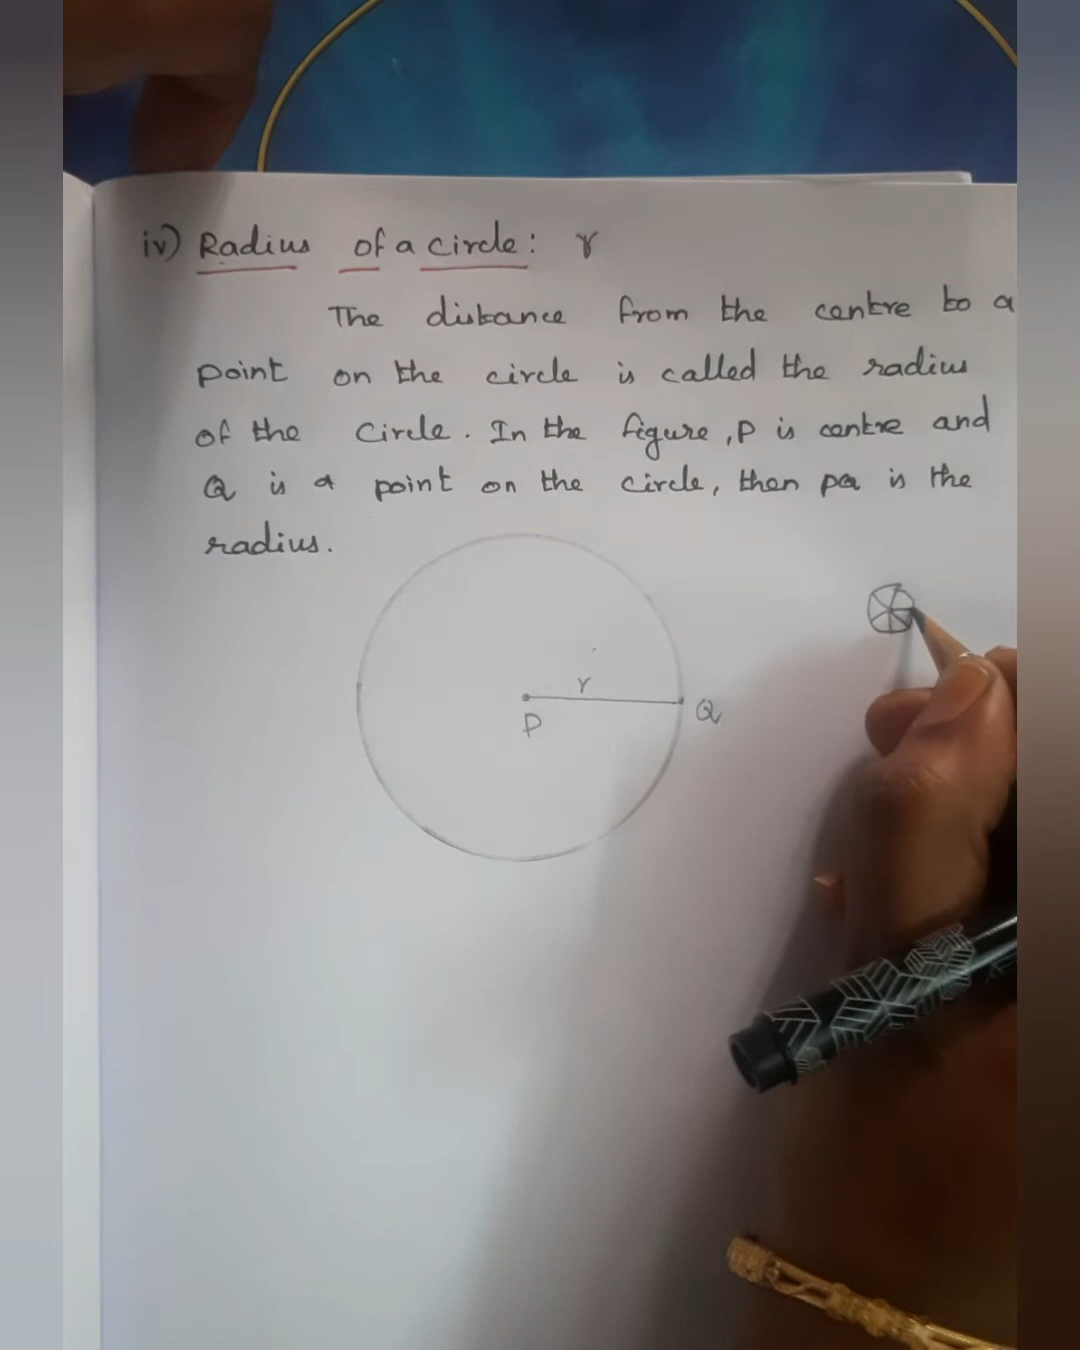 iv) Radius of a circle: r
The distance from the centre to a
point on the circle is called the radius
of the circle. In the figure, P is centre and
Q is a point on the circle, then pq is the
radius.
r
P
Q